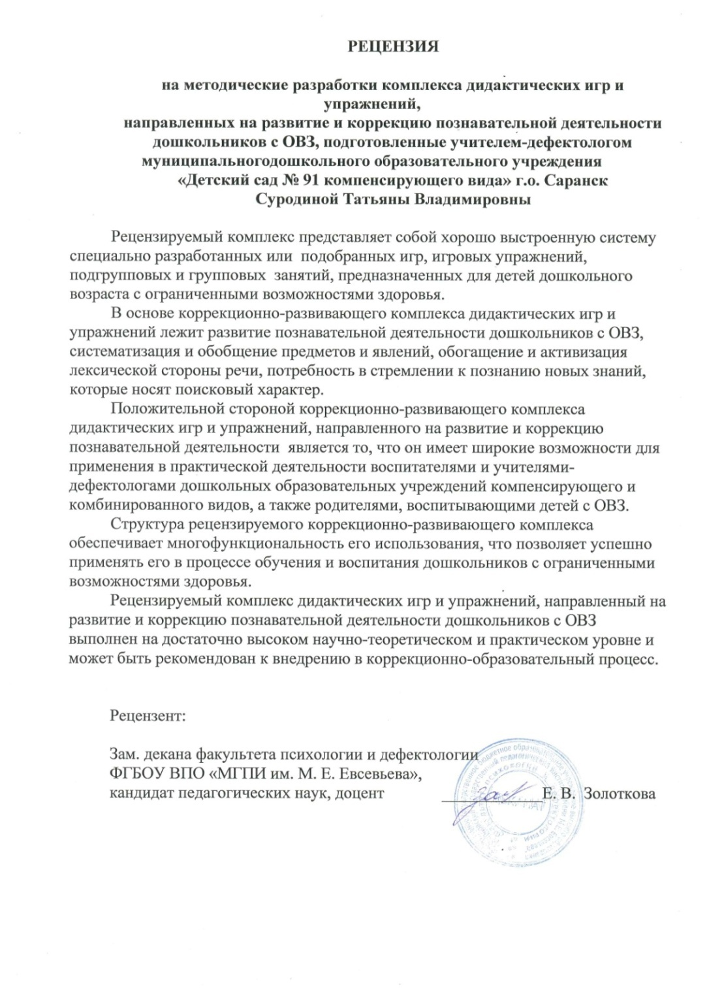 РЕЦЕНЗИЯ
на методические разработки комплекса дидактических игр и
упражнений,
направленных на развитие и коррекцию познавательной деятельности
дошкольников с ОВЗ, подготовленные учителем-дефектологом
муниципальногодошкольного образовательного учреждения
«Детский сад № 91 компенсирующего вида» г.о. Саранск
Суродиной Татьяны Владимировны
Рецензируемый комплекс представляет собой хорошо выстроенную систему
специально разработанных или подобранных игр, игровых упражнений,
подгрупповых и групповых занятий, предназначенных для детей дошкольного
возраста с ограниченными возможностями здоровья.
В основе коррекционно-развивающего комплекса дидактических игр и
упражнений лежит развитие познавательной деятельности дошкольников с ОВЗ,
систематизация и обобщение предметов и явлений, обогащение и активизация
лексической стороны речи, потребность в стремлении к познанию новых знаний,
которые носят поисковый характер.
Положительной стороной коррекционно-развивающего комплекса
дидактических игр и упражнений, направленного на развитие и коррекцию
познавательной деятельности является то, что он имеет широкие возможности для
применения в практической деятельности воспитателями и учителями-
дефектологами дошкольных образовательных учреждений компенсирующего и
комбинированного видов, а также родителями, воспитывающими детей с ОВЗ.
Структура рецензируемого коррекционно-развивающего комплекса
обеспечивает многофункциональность его использования, что позволяет успешно
применять его в процессе обучения и воспитания дошкольников с ограниченными
возможностями здоровья.
Рецензируемый комплекс дидактических игр и упражнений, направленный на
развитие и коррекцию познавательной деятельности дошкольников с ОВЗ
выполнен на достаточно высоком научно-теоретическом и практическом уровне и
может быть рекомендован к внедрению в коррекционно-образовательный процесс.
Рецензент:
Зам. декана факультета психологии и дефектологии
ФГБОУ ВПО «МГПИ им. М. Е. Евсевьева»,
кандидат педагогических наук, доцент ____________Е. В. Золоткова